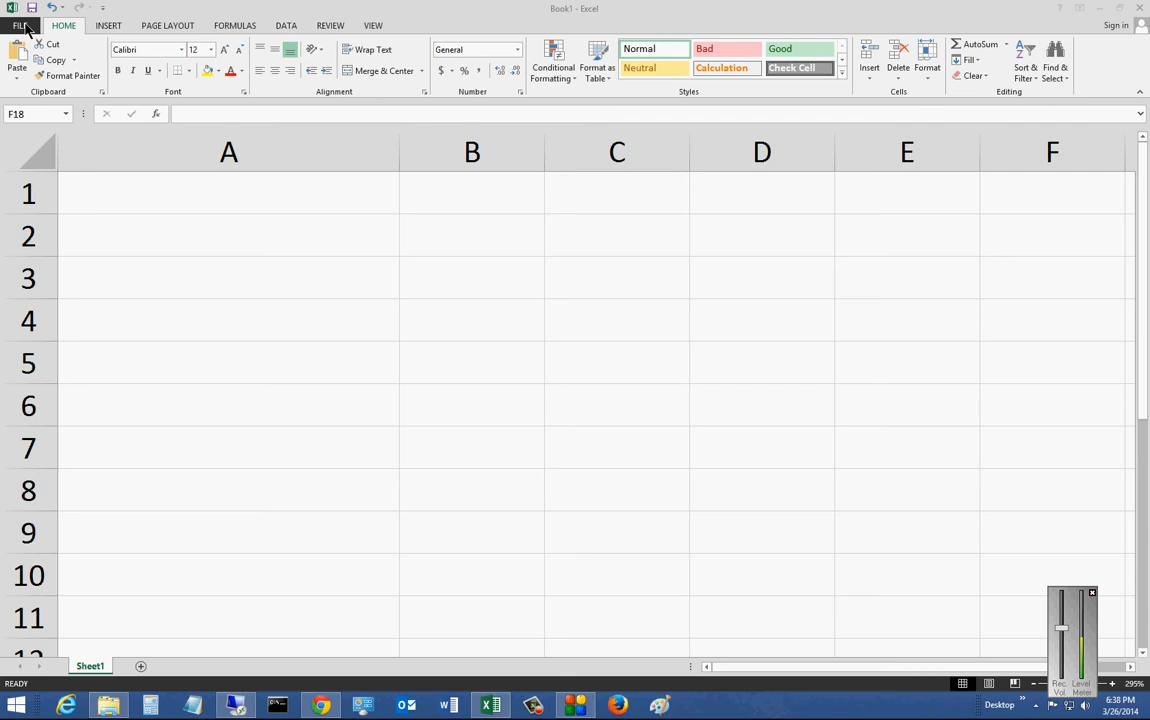 Book1 - Excel
FILE HOME INSERT PAGE LAYOUT FORMULAS DATA REVIEW VIEW Sign in
Paste Cut Copy Format Painter Clipboard
Calibri 12 B I U A A A Font
Wrap Text Merge & Center Alignment
General $ % , .00 .0 Number
Conditional Formatting Format as Table Normal Bad Good Neutral Calculation Check Cell Styles
Insert Delete Format Cells
AutoSum Fill Clear Sort & Filter Find & Select Editing
F18 fx
A B C D E F
1
2
3
4
5
6
7
8
9
10
11
12
Sheet1
READY 295%
Rec. Vol. Level Meter
Desktop 6:38 PM
3/26/2014